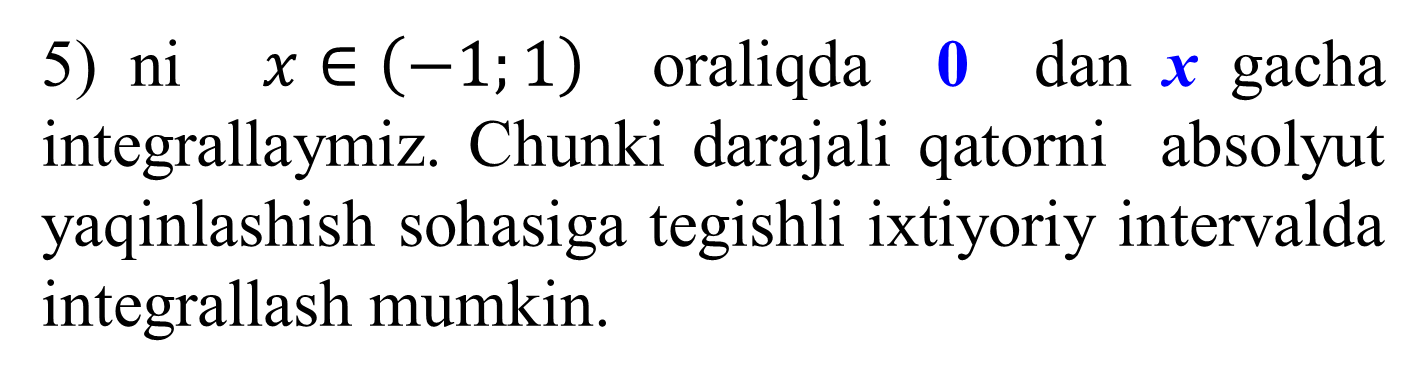 5) ni x ∈ (−1; 1) oraliqda 0 dan x gacha
integrallaymiz. Chunki darajali qatorni absolyut
yaqinlashish sohasiga tegishli ixtiyoriy intervalda
integrallash mumkin.